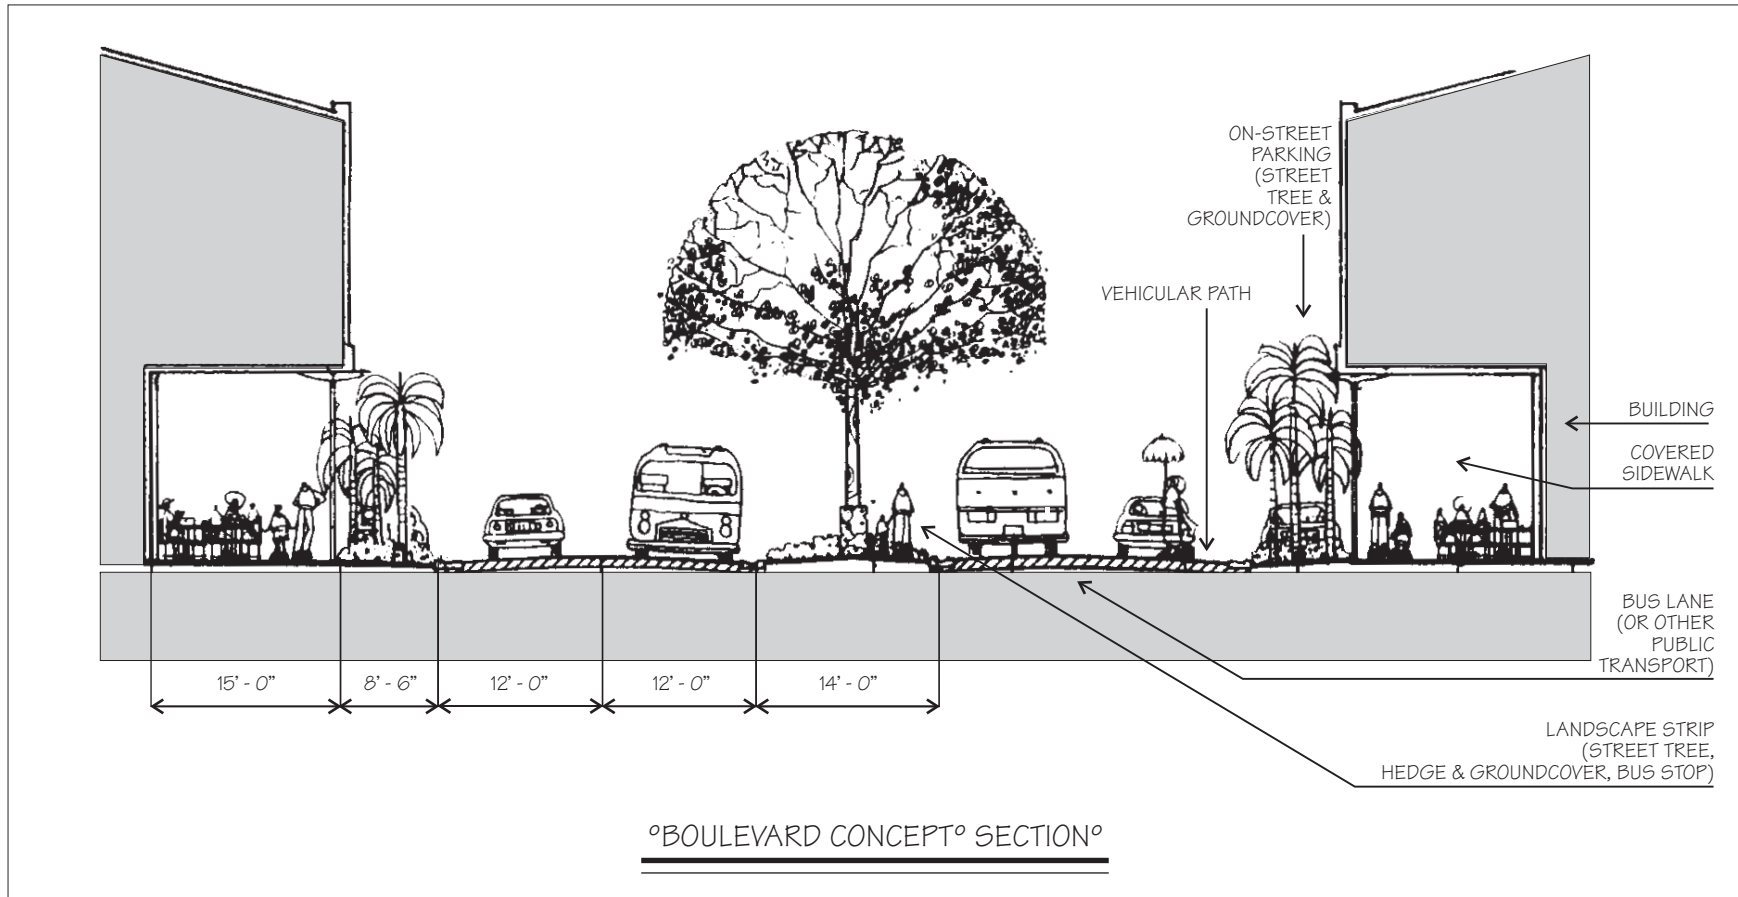 ON-STREET
PARKING
(STREET
TREE &
GROUNDCOVER)
VEHICULAR PATH
BUILDING
COVERED
SIDEWALK
BUS LANE
(OR OTHER
PUBLIC
TRANSPORT)
15' - 0" 8' - 6" 12' - 0" 12' - 0" 14' - 0"
LANDSCAPE STRIP
(STREET TREE,
HEDGE & GROUNDCOVER, BUS STOP)
°BOULEVARD CONCEPT° SECTION°